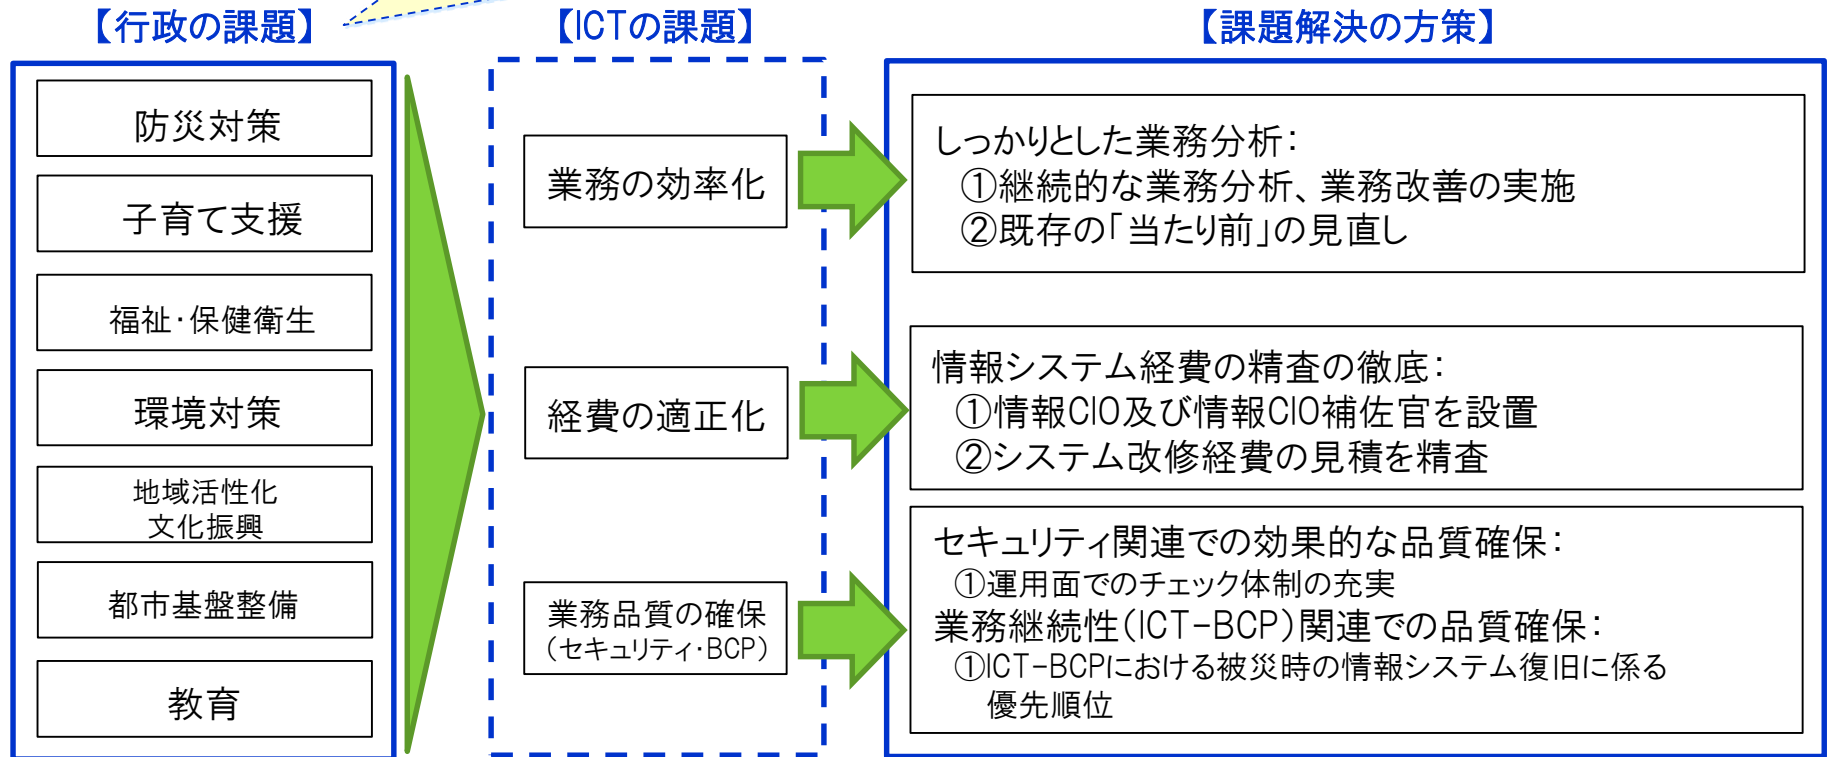 【行政の課題】
防災対策
子育て支援
福祉・保健衛生
環境対策
地域活性化
文化振興
都市基盤整備
教育
【ICTの課題】
業務の効率化
経費の適正化
業務品質の確保
（セキュリティ・BCP）
【課題解決の方策】
しっかりとした業務分析：
①継続的な業務分析、業務改善の実施
②既存の「当たり前」の見直し
情報システム経費の精査の徹底：
①情報CIO及び情報CIO補佐官を設置
②システム改修経費の見積を精査
セキュリティ関連での効果的な品質確保：
①運用面でのチェック体制の充実
業務継続性（ICT-BCP）関連での品質確保：
①ICT-BCPにおける被災時の情報システム復旧に係る
優先順位